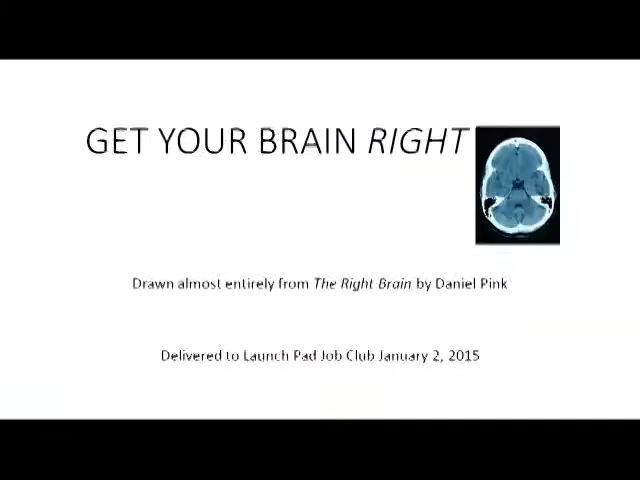 GET YOUR BRAIN RIGHT
Drawn almost entirely from The Right Brain by Daniel Pink
Delivered to Launch Pad Job Club January 2, 2015